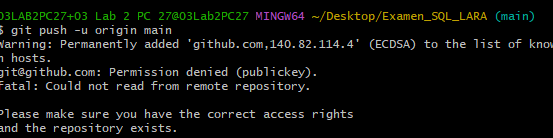 03LAB2PC27+03 Lab 2 PC 27@03Lab2PC27 MINGW64 ~/Desktop/Examen_SQL_LARA (main)
$ git push -u origin main
Warning: Permanently added 'github.com,140.82.114.4' (ECDSA) to the list of know
n hosts.
git@github.com: Permission denied (publickey).
fatal: Could not read from remote repository.
Please make sure you have the correct access rights
and the repository exists.